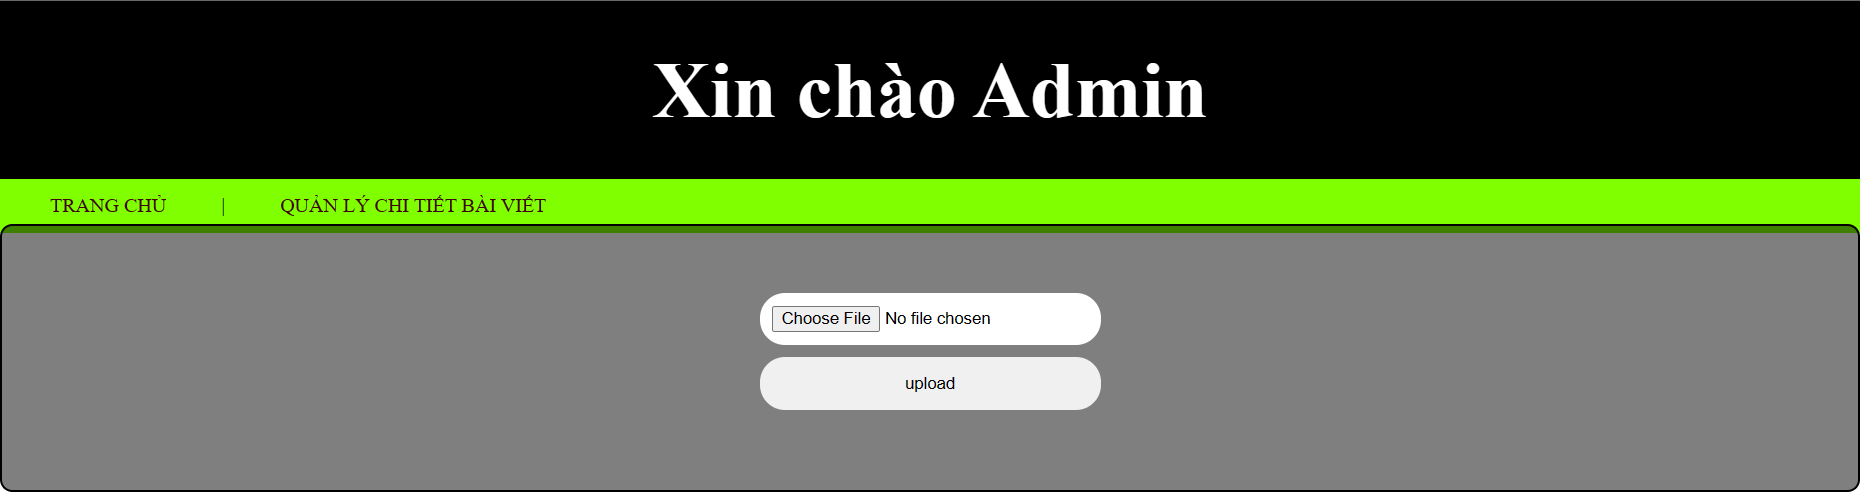 Xin chào Admin
TRANG CHỦ | QUẢN LÝ CHI TIẾT BÀI VIẾT
Choose File No file chosen
upload